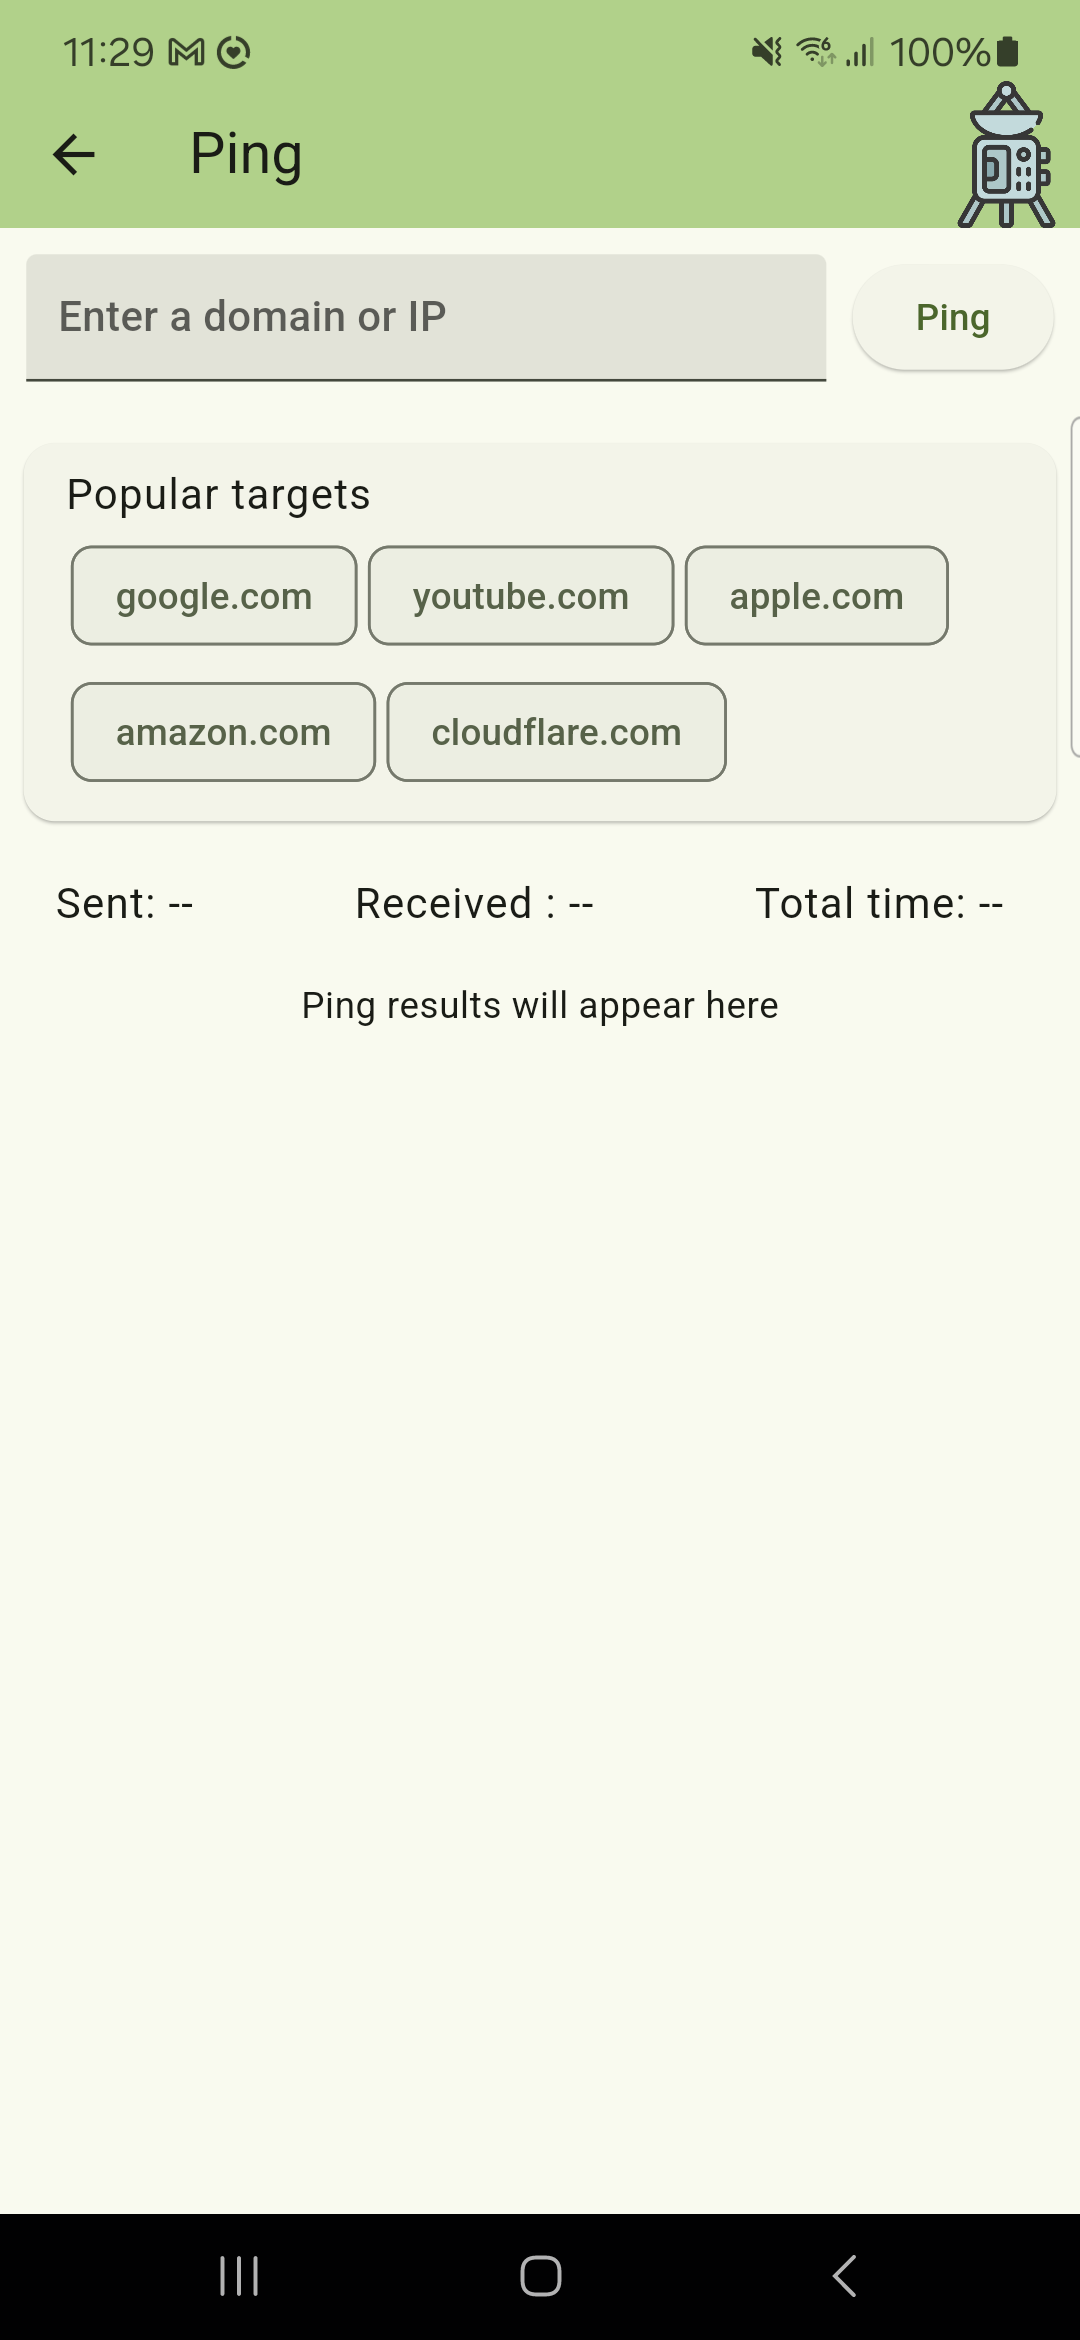 11:29 100%
Ping
Enter a domain or IP Ping
Popular targets
google.com youtube.com apple.com
amazon.com cloudflare.com
Sent: -- Received : -- Total time: --
Ping results will appear here